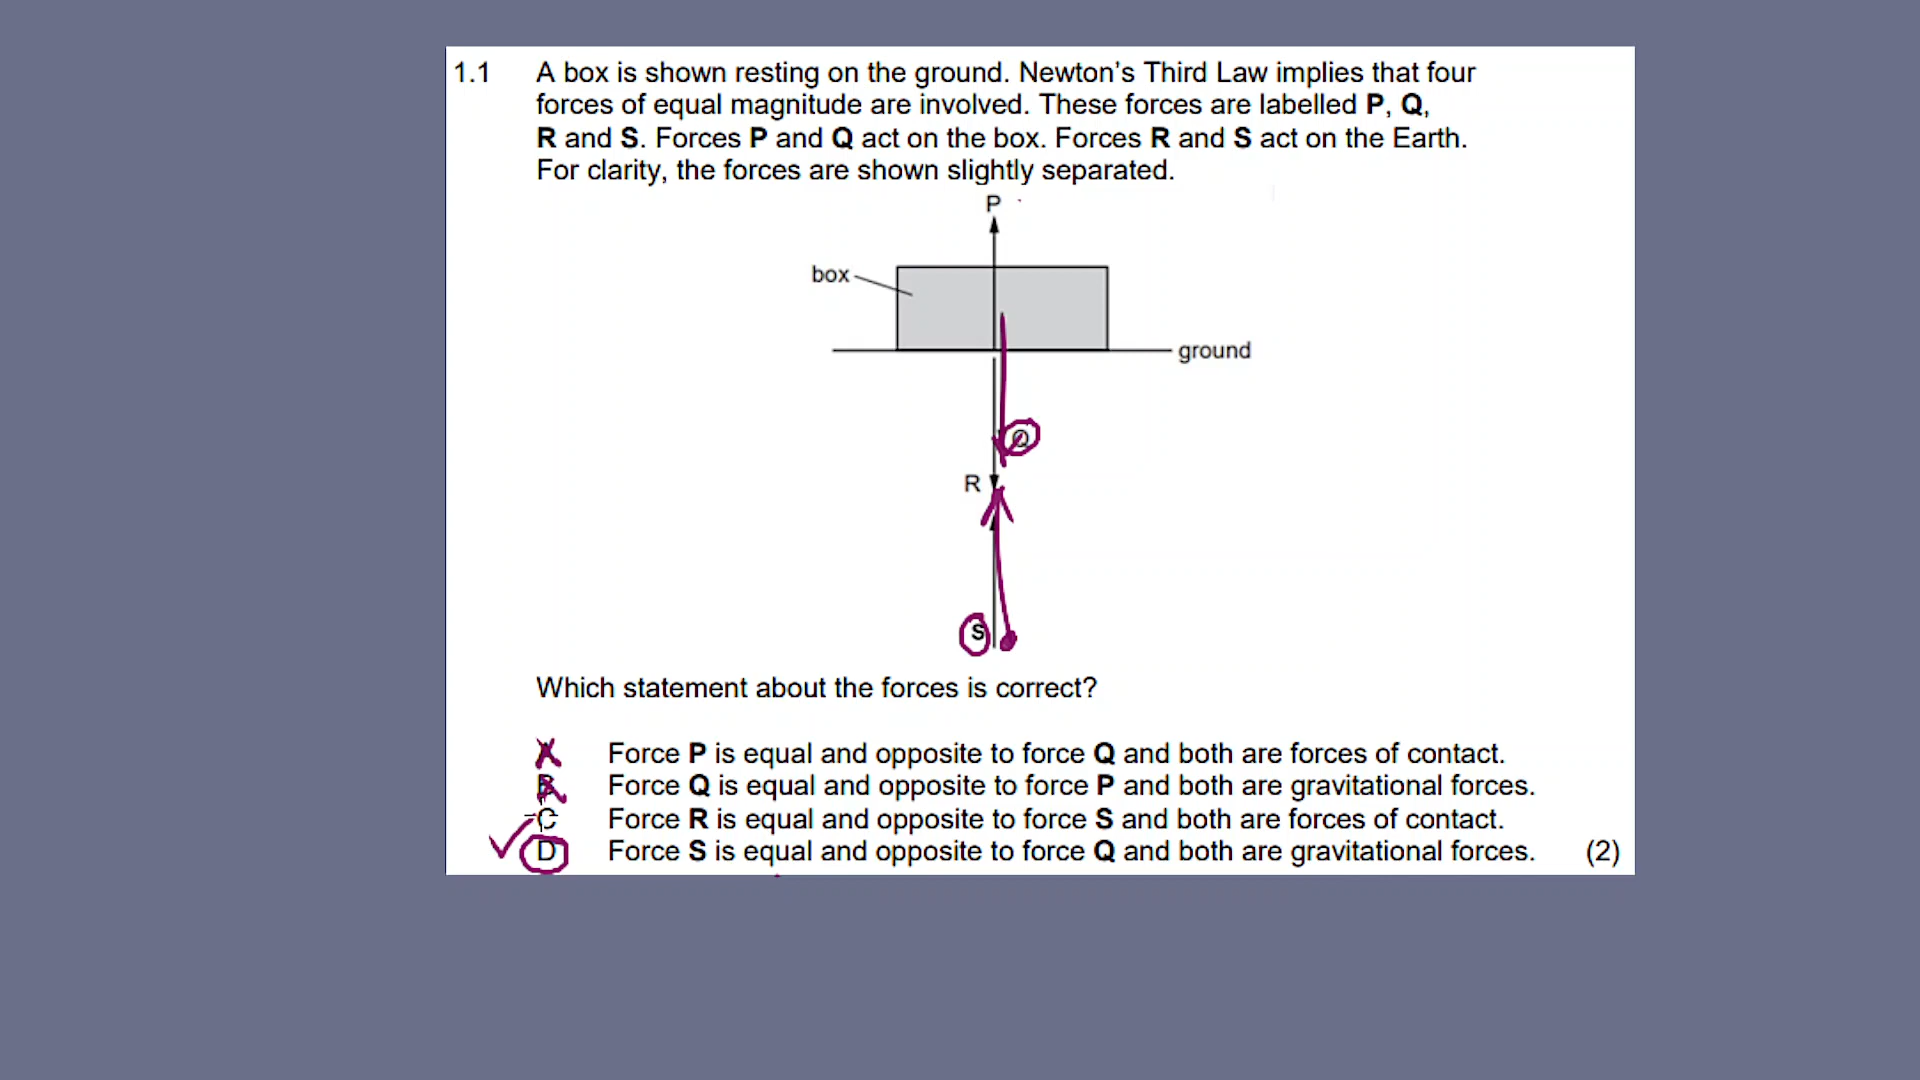 1.1 A box is shown resting on the ground. Newton's Third Law implies that four
forces of equal magnitude are involved. These forces are labelled P, Q,
R and S. Forces P and Q act on the box. Forces R and S act on the Earth.
For clarity, the forces are shown slightly separated.
P
box
ground
Q
R
S
Which statement about the forces is correct?
A Force P is equal and opposite to force Q and both are forces of contact.
B Force Q is equal and opposite to force P and both are gravitational forces.
C Force R is equal and opposite to force S and both are forces of contact.
D Force S is equal and opposite to force Q and both are gravitational forces. (2)